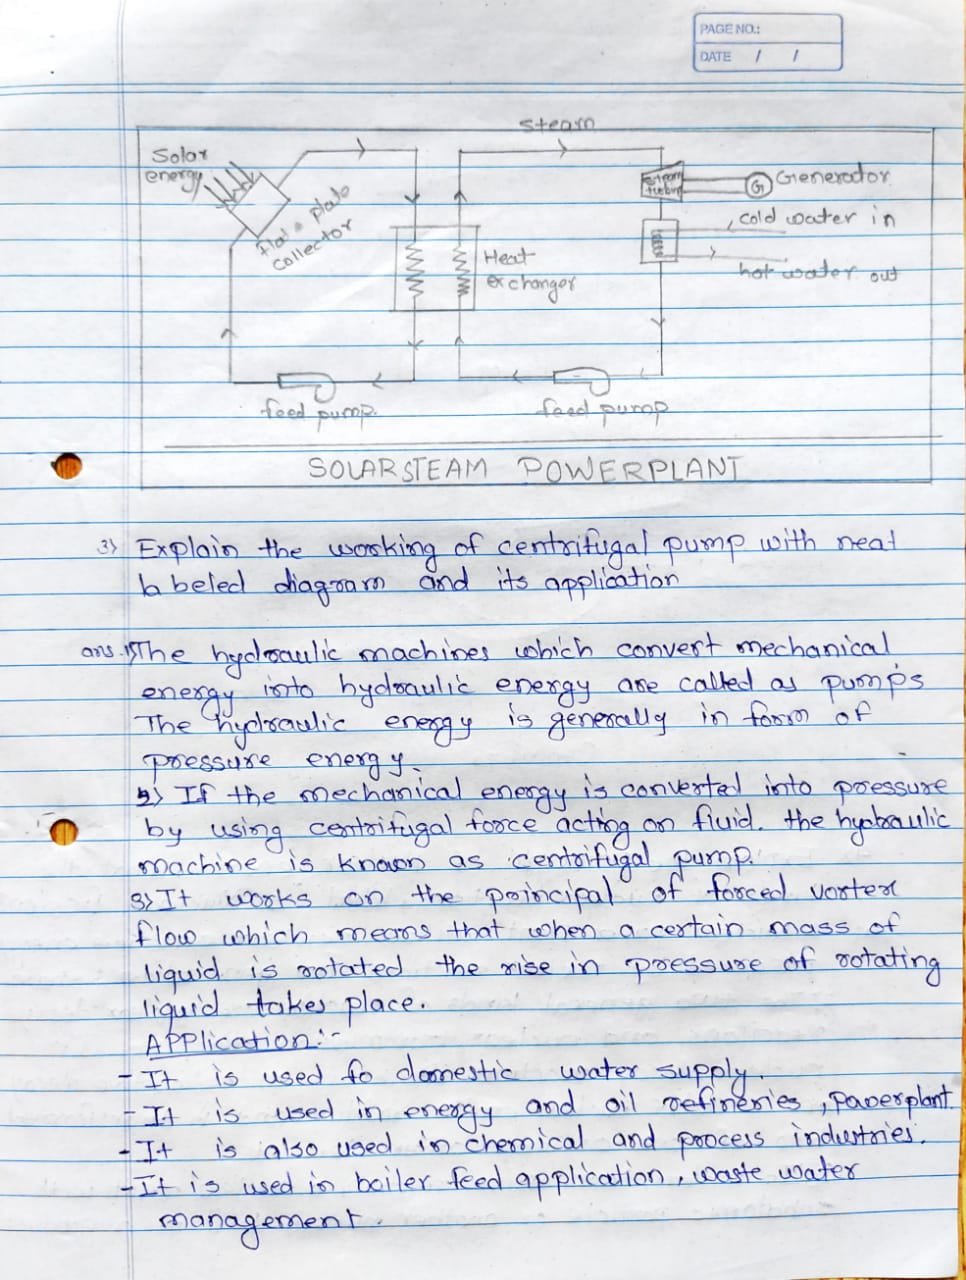 PAGE NO.:
DATE / /
steam
Solar
energy
flat plate
collector
Heat
exchanger
steam
turbine
G Generator
cold water in
hot water out
feed pump.
feed pump
SOLAR STEAM POWERPLANT
3) Explain the working of centrifugal pump with neat
labeled diagram and its application
ans. 1) The hydraulic machines which convert mechanical
energy into hydraulic energy are called as pumps
The hydraulic energy is generally in form of
pressure energy.
2) If the mechanical energy is converted into pressure
by using centrifugal force acting on fluid. the hydraulic
machine is known as centrifugal pump.
3) It works on the principal of forced vortex
flow which means that when a certain mass of
liquid is rotated the rise in pressure of rotating
liquid takes place.
Application:-
- It is used fo domestic water supply.
- It is used in energy and oil refineries, powerplant.
- It is also used in chemical and process industries.
- It is used in boiler feed application, waste water
management.